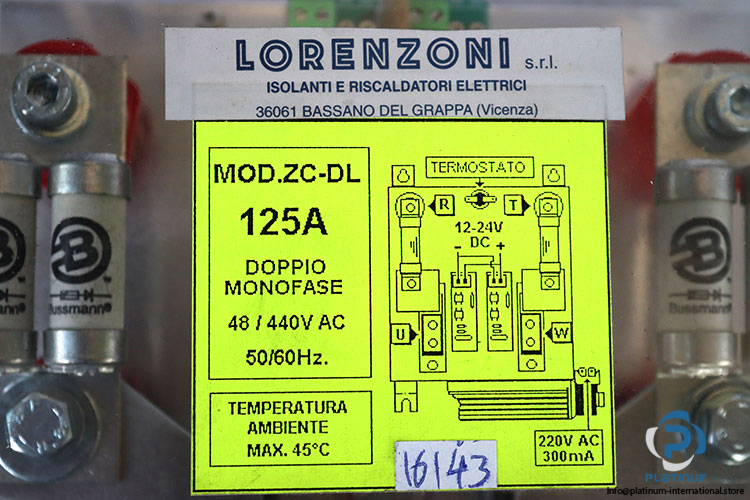 LORENZONI s.r.l.
ISOLANTI E RISCALDATORI ELETTRICI
36061 BASSANO DEL GRAPPA (Vicenza)
MOD.ZC-DL
125A
DOPPIO
MONOFASE
48 / 440V AC
50/60Hz.
TEMPERATURA
AMBIENTE
MAX. 45°C
TERMOSTATO
R
T
12-24V
DC
- +
U
W
220V AC
300mA
16143
B
Bussmann
B
Bussmann
PLATINUM
info@platinum-international.store